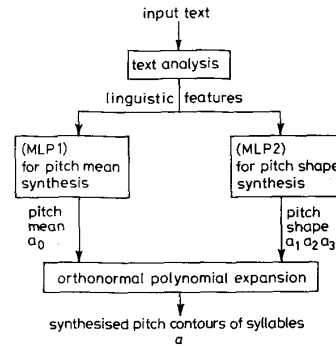 input text
text analysis
linguistic features
(MLP1)
for pitch mean
synthesis
(MLP2)
for pitch shape
synthesis
pitch
mean
a0
pitch
shape
a1 a2 a3
orthonormal polynomial expansion
synthesised pitch contours of syllables
a